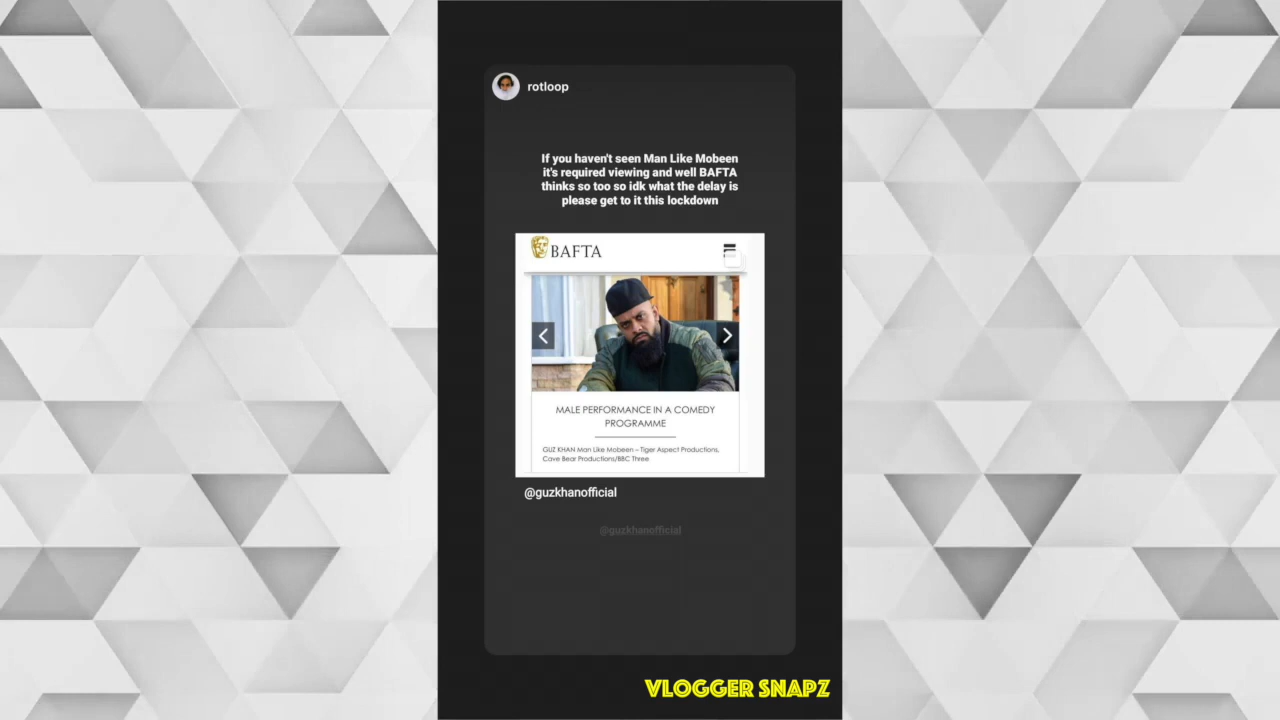 rotloop
If you haven't seen Man Like Mobeen
it's required viewing and well BAFTA
thinks so too so idk what the delay is
please get to it this lockdown
BAFTA
MALE PERFORMANCE IN A COMEDY
PROGRAMME
GUZ KHAN Man Like Mobeen – Tiger Aspect Productions,
Cave Bear Productions/BBC Three
@guzkhanofficial
@guzkhanofficial
VLOGGER SNAPZ